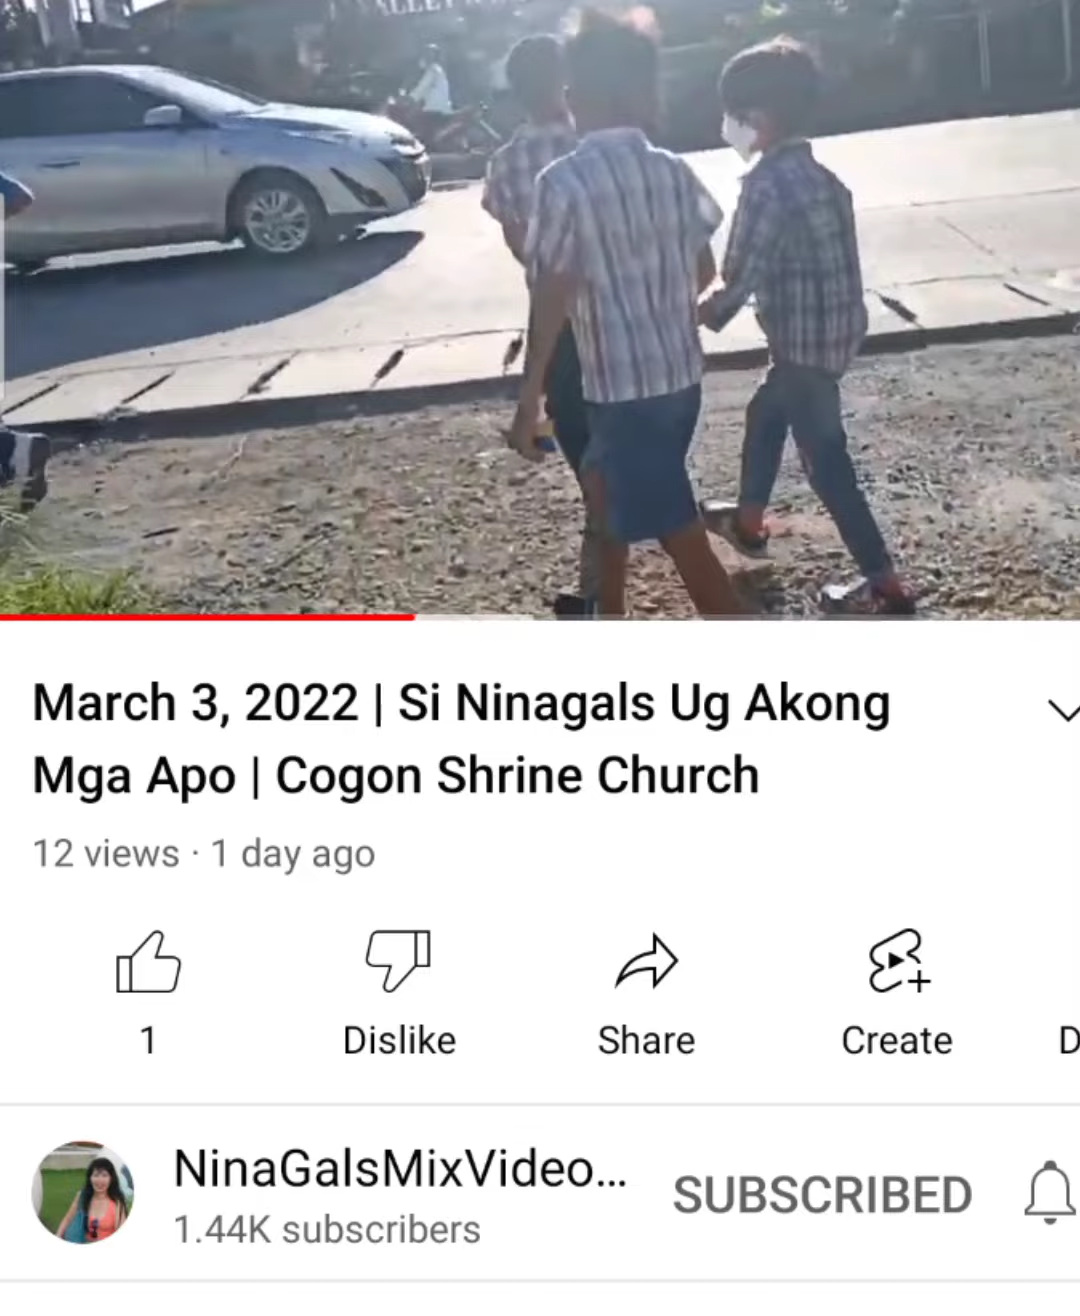 March 3, 2022 | Si Ninagals Ug Akong
Mga Apo | Cogon Shrine Church
12 views · 1 day ago
1
Dislike
Share
Create
D
NinaGalsMixVideo...
1.44K subscribers
SUBSCRIBED